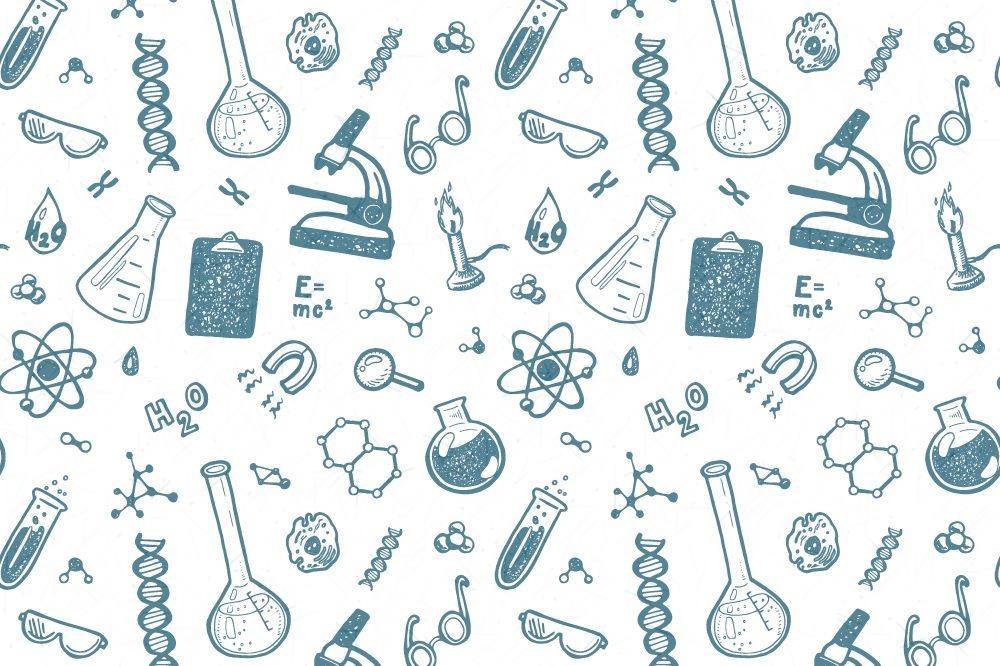 H₂O
H₂O
E=
mc²
E=
mc²
H₂O
H₂O